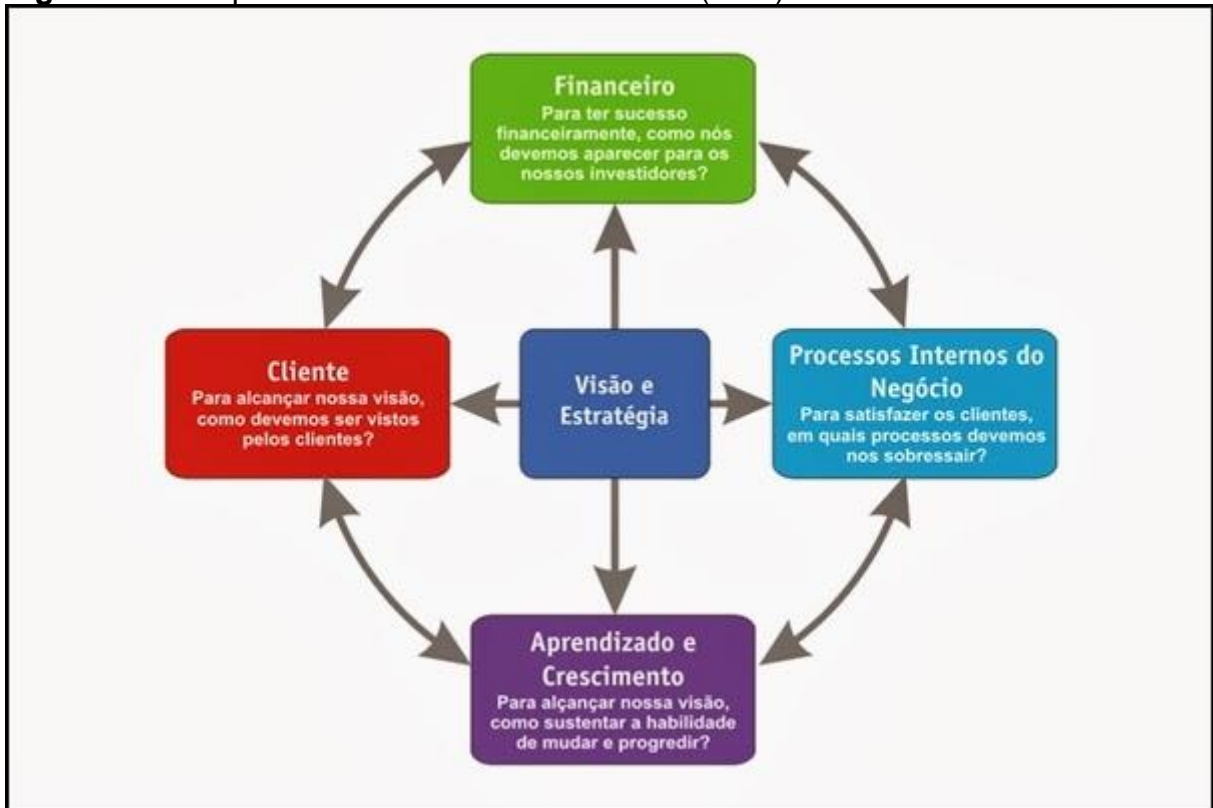 Financeiro
Para ter sucesso
financeiramente, como nós
devemos aparecer para os
nossos investidores?
Cliente
Para alcançar nossa visão,
como devemos ser vistos
pelos clientes?
Visão e
Estratégia
Processos Internos do
Negócio
Para satisfazer os clientes,
em quais processos devemos
nos sobressair?
Aprendizado e
Crescimento
Para alçançar nossa visão,
como sustentar a habilidade
de mudar e progredir?